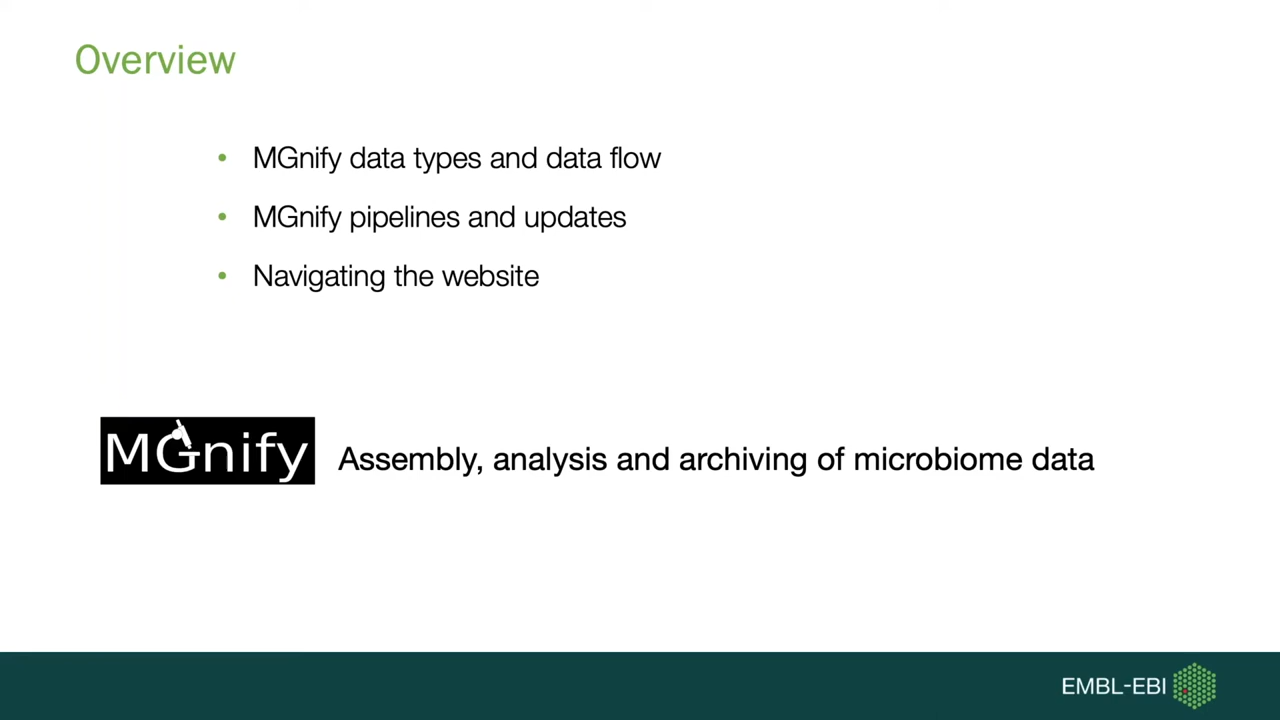 Overview
• MGnify data types and data flow
• MGnify pipelines and updates
• Navigating the website
MGnify Assembly, analysis and archiving of microbiome data
EMBL-EBI